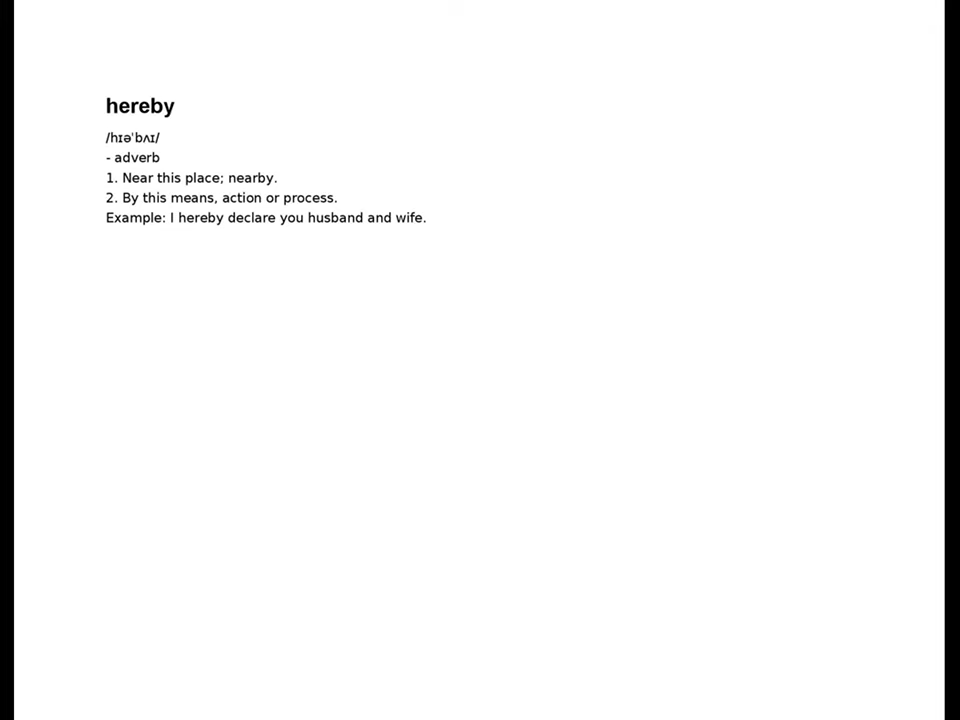 hereby
/hɪəˈbʌɪ/
- adverb
1. Near this place; nearby.
2. By this means, action or process.
Example: I hereby declare you husband and wife.